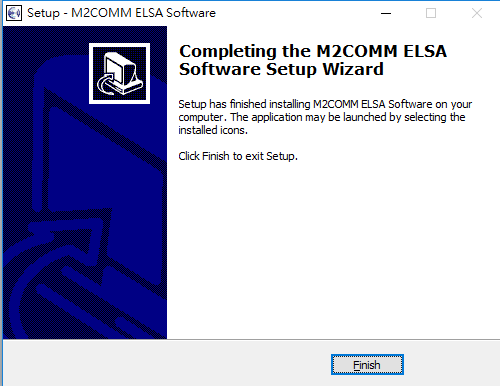 Setup - M2COMM ELSA Software
Completing the M2COMM ELSA
Software Setup Wizard
Setup has finished installing M2COMM ELSA Software on your
computer. The application may be launched by selecting the
installed icons.
Click Finish to exit Setup.
Finish